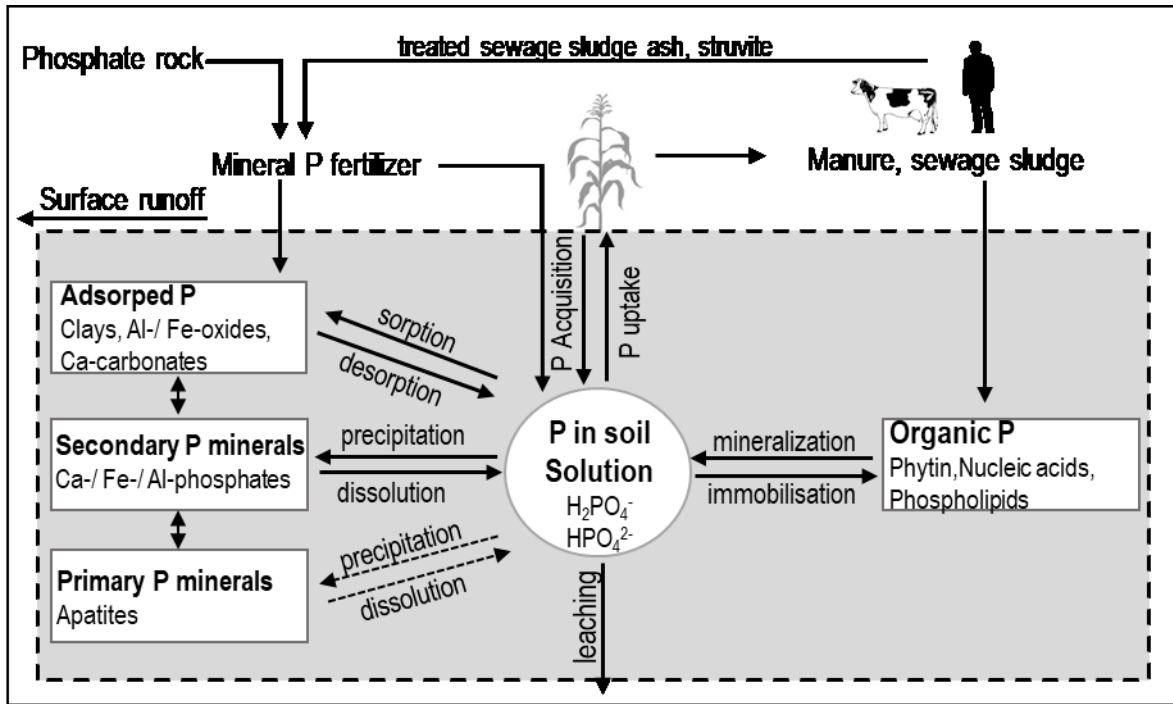 treated sewage sludge ash, struvite
Phosphate rock
Mineral P fertilizer
Manure, sewage sludge
Surface runoff
P Acquisition
P uptake
Adsorped P
Clays, Al-/ Fe-oxides,
Ca-carbonates
sorption
desorption
Secondary P minerals
Ca-/ Fe-/ Al-phosphates
precipitation
dissolution
P in soil
Solution
H₂PO₄⁻
HPO₄²⁻
mineralization
immobilisation
Organic P
Phytin,Nucleic acids,
Phospholipids
Primary P minerals
Apatites
precipitation
dissolution
leaching